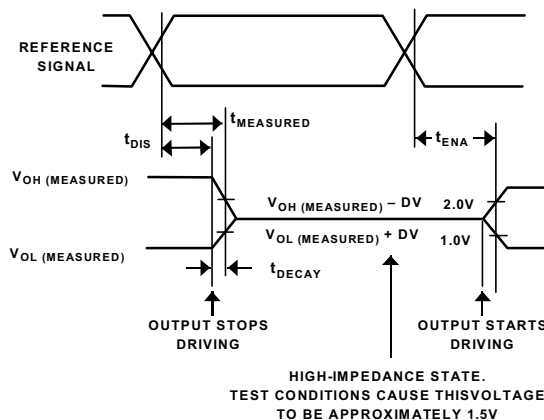 REFERENCE
SIGNAL
tMEASURED
tDIS
tENA
VOH (MEASURED)
VOH (MEASURED) – DV
2.0V
VOL (MEASURED) + DV
1.0V
VOL (MEASURED)
tDECAY
OUTPUT STOPS
DRIVING
OUTPUT STARTS
DRIVING
HIGH-IMPEDANCE STATE.
TEST CONDITIONS CAUSE THISVOLTAGE
TO BE APPROXIMATELY 1.5V